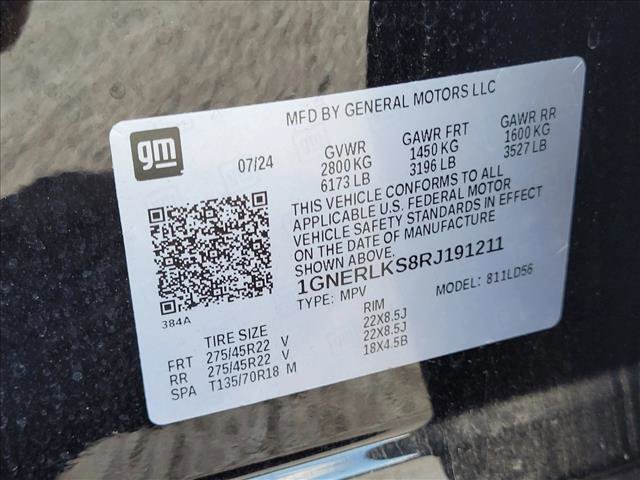 MFD BY GENERAL MOTORS LLC
gm
07/24 GVWR GAWR FRT GAWR RR
2800 KG 1450 KG 1600 KG
6173 LB 3196 LB 3527 LB
THIS VEHICLE CONFORMS TO ALL
APPLICABLE U.S. FEDERAL MOTOR
VEHICLE SAFETY STANDARDS IN EFFECT
ON THE DATE OF MANUFACTURE
SHOWN ABOVE.
1GNERLKS8RJ191211
TYPE: MPV MODEL: 811LD56
384A
TIRE SIZE RIM
FRT 275/45R22 V 22X8.5J
RR 275/45R22 V 22X8.5J
SPA T135/70R18 M 18X4.5B